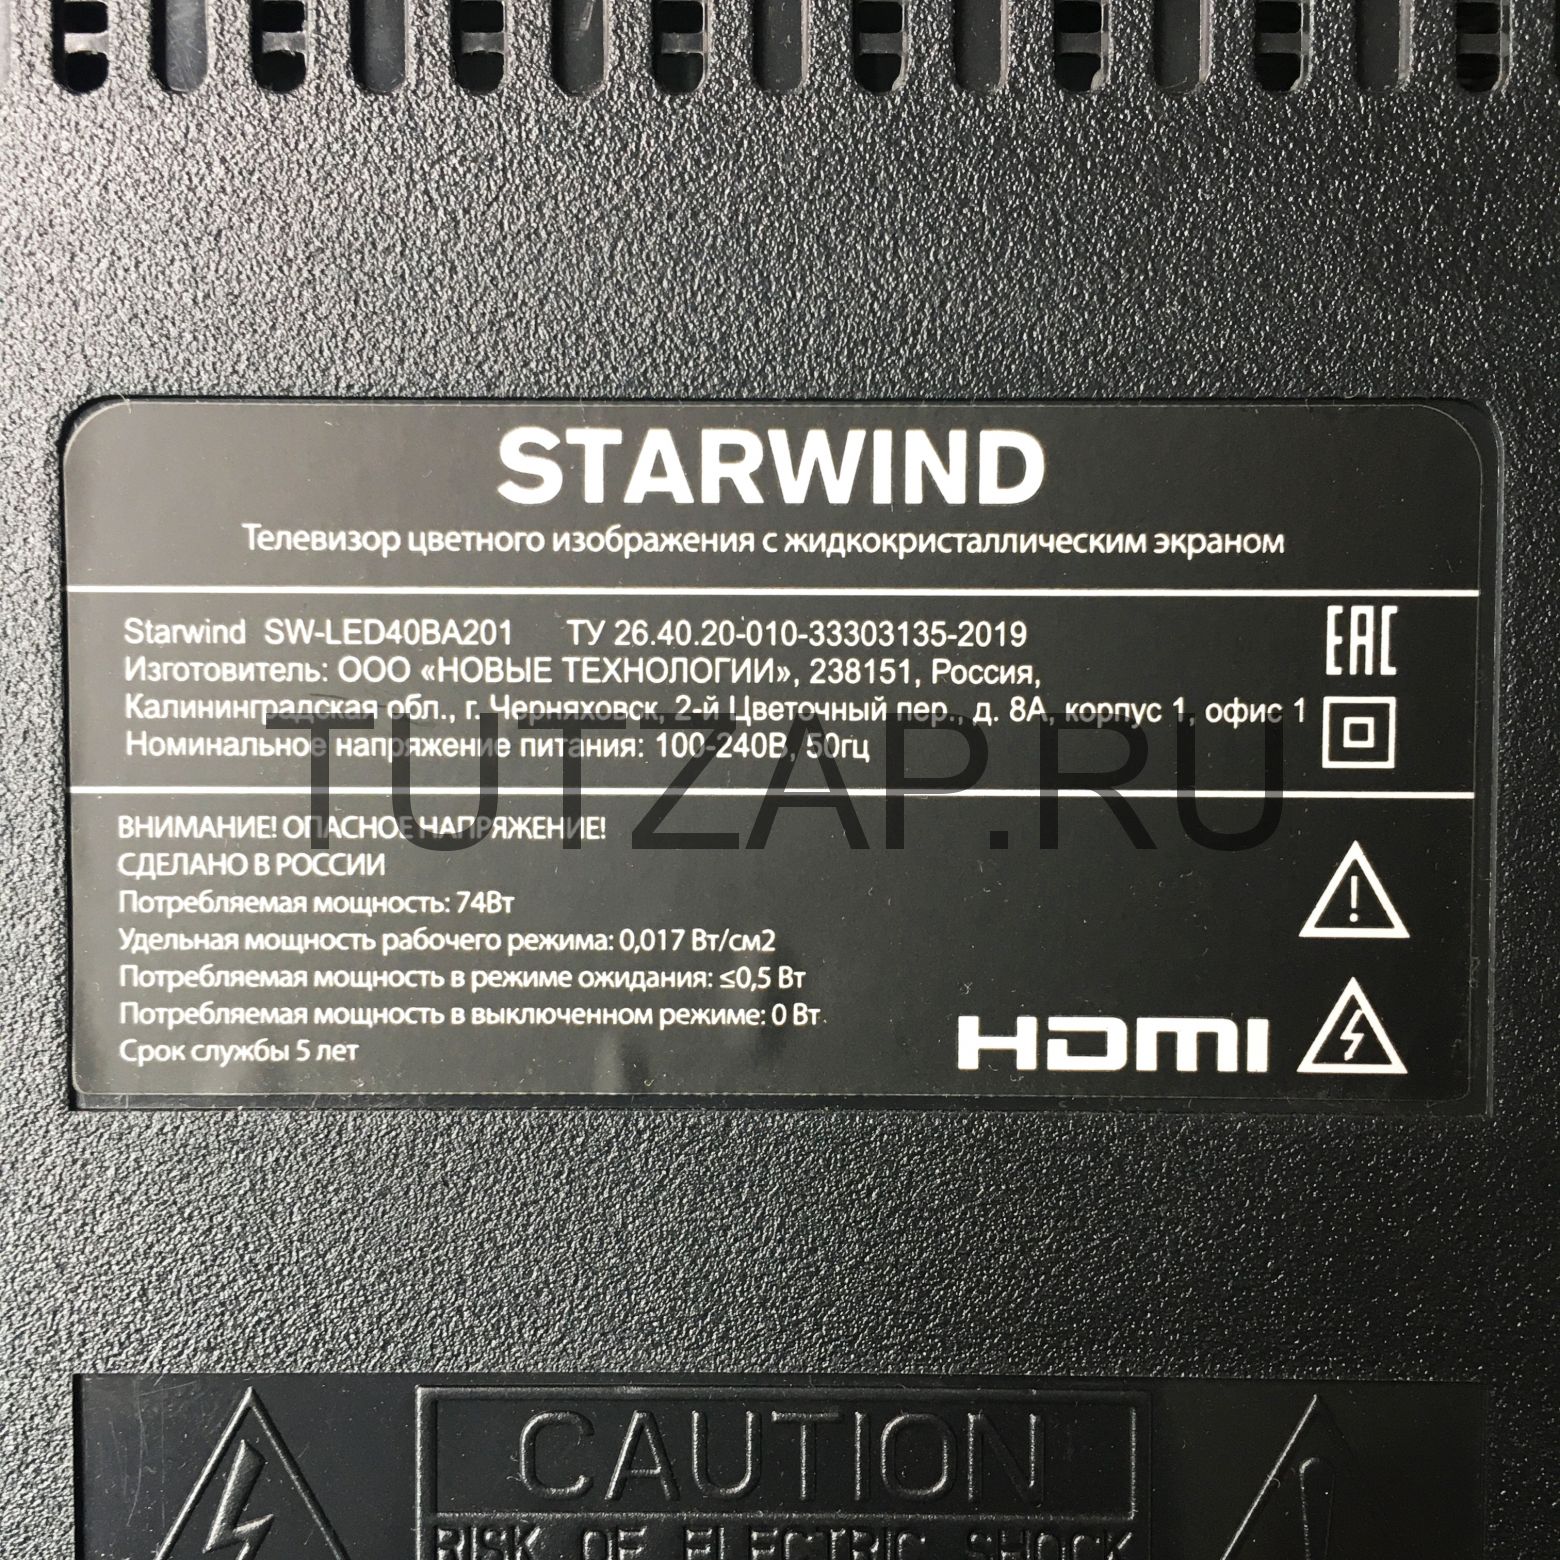 STARWIND
Телевизор цветного изображения с жидкокристаллическим экраном
Starwind SW-LED40BA201 ТУ 26.40.20-010-33303135-2019
Изготовитель: ООО «НОВЫЕ ТЕХНОЛОГИИ», 238151, Россия,
Калининградская обл., г. Черняховск, 2-й Цветочный пер., д. 8А, корпус 1, офис 1
Номинальное напряжение питания: 100-240В, 50гц
EAC
TUTZAP.RU
ВНИМАНИЕ! ОПАСНОЕ НАПРЯЖЕНИЕ!
СДЕЛАНО В РОССИИ
Потребляемая мощность: 74Вт
Удельная мощность рабочего режима: 0,017 Вт/см2
Потребляемая мощность в режиме ожидания: ≤0,5 Вт
Потребляемая мощность в выключенном режиме: 0 Вт
Срок службы 5 лет
HDMI
CAUTION
RISK OF ELECTRIC SHOCK